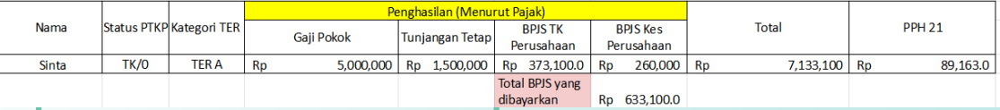 Nama Status PTKP Kategori TER Penghasilan (Menurut Pajak) Total PPH 21
Gaji Pokok Tunjangan Tetap BPJS TK Perusahaan BPJS Kes Perusahaan
Sinta TK/0 TER A Rp 5,000,000 Rp 1,500,000 Rp 373,100.0 Rp 260,000 Rp 7,133,100 Rp 89,163.0
Total BPJS yang
dibayarkan Rp 633,100.0